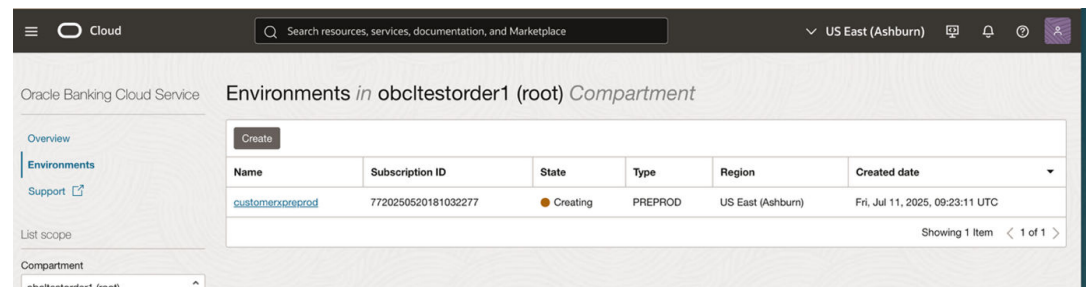 Cloud
Search resources, services, documentation, and Marketplace
US East (Ashburn)
Oracle Banking Cloud Service
Environments in obcltestorder1 (root) Compartment
Overview
Environments
Support
List scope
Compartment
obcltestorder1 (root)
Create
Name Subscription ID State Type Region Created date
customerxpreprod 7720250520181032277 Creating PREPROD US East (Ashburn) Fri, Jul 11, 2025, 09:23:11 UTC
Showing 1 Item < 1 of 1 >